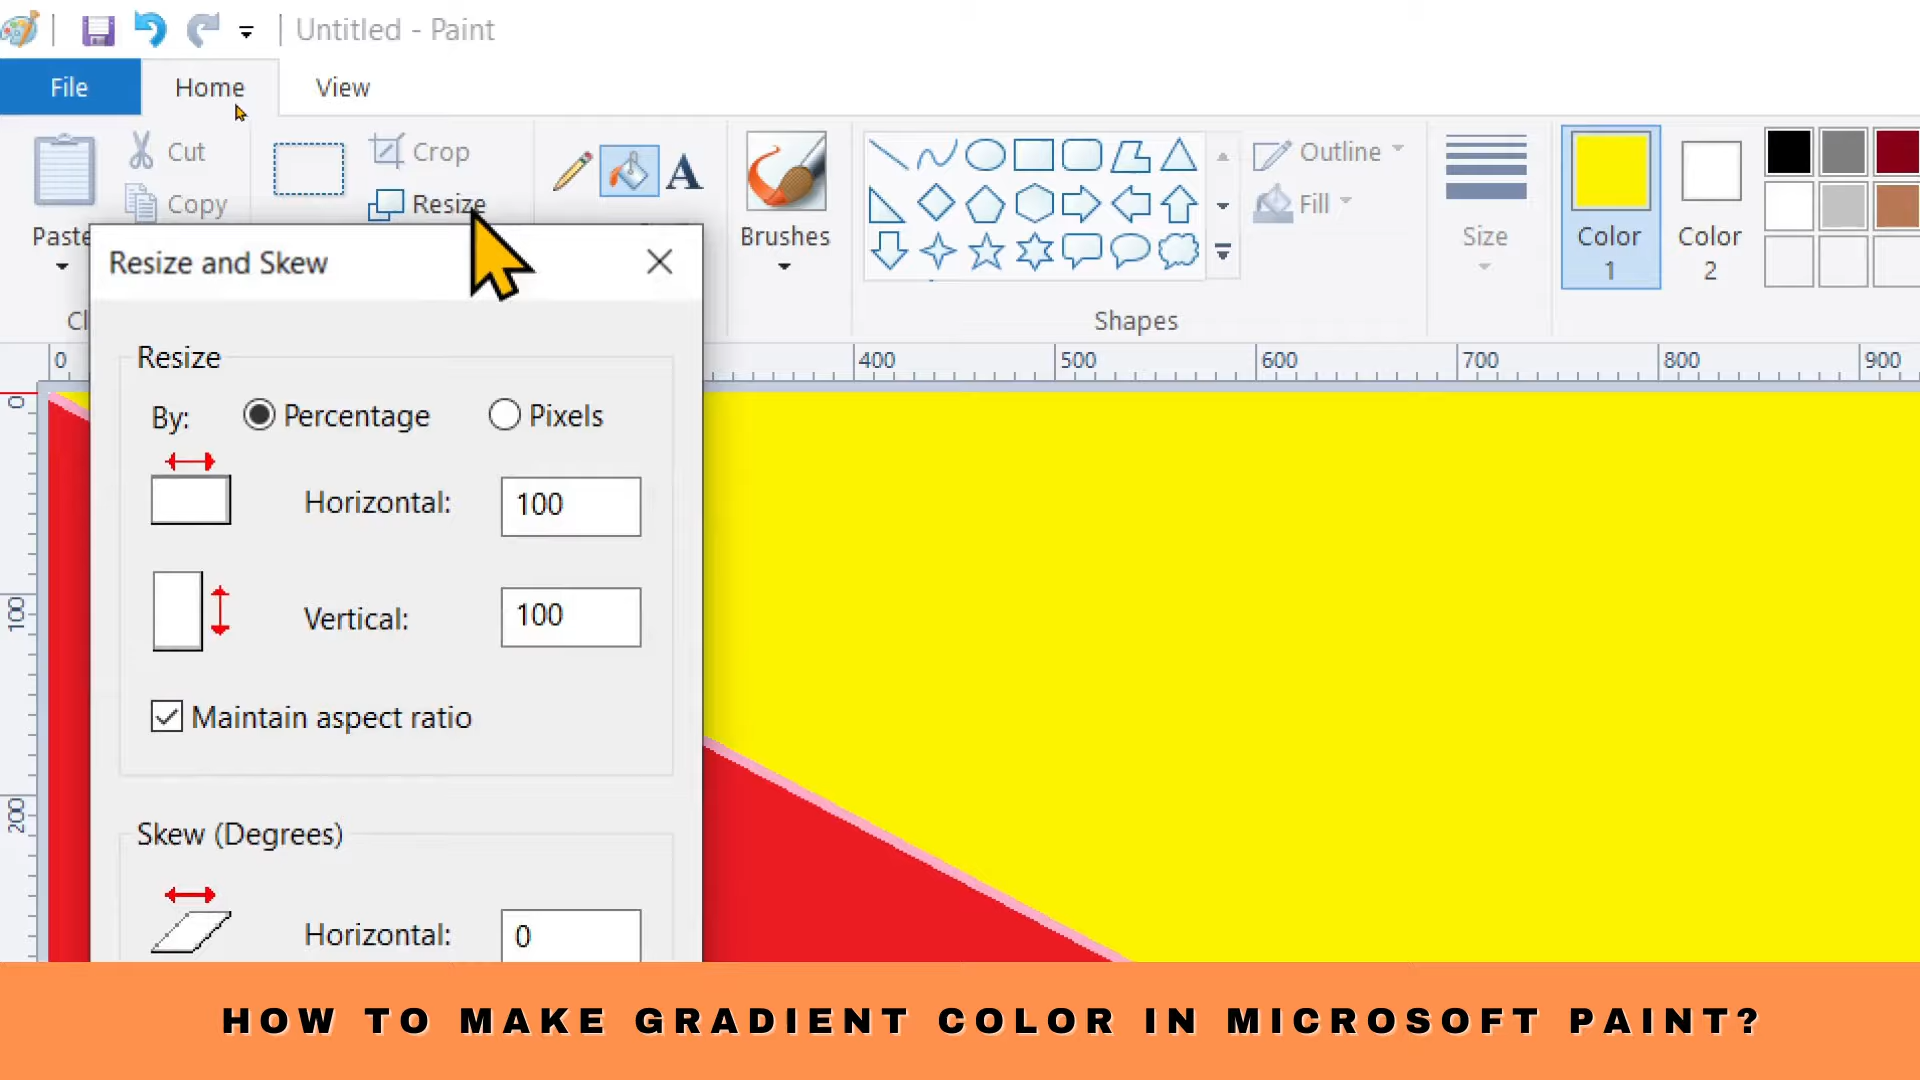 Untitled - Paint
File Home View
Cut
Crop
Outline
Copy
Resize
Fill
Paste
Brushes
Size
Color 1
Color 2
Resize and Skew
Shapes
0 400 500 600 700 800 900
0
100
200
Resize
By: Percentage Pixels
Horizontal: 100
Vertical: 100
Maintain aspect ratio
Skew (Degrees)
Horizontal: 0
HOW TO MAKE GRADIENT COLOR IN MICROSOFT PAINT?